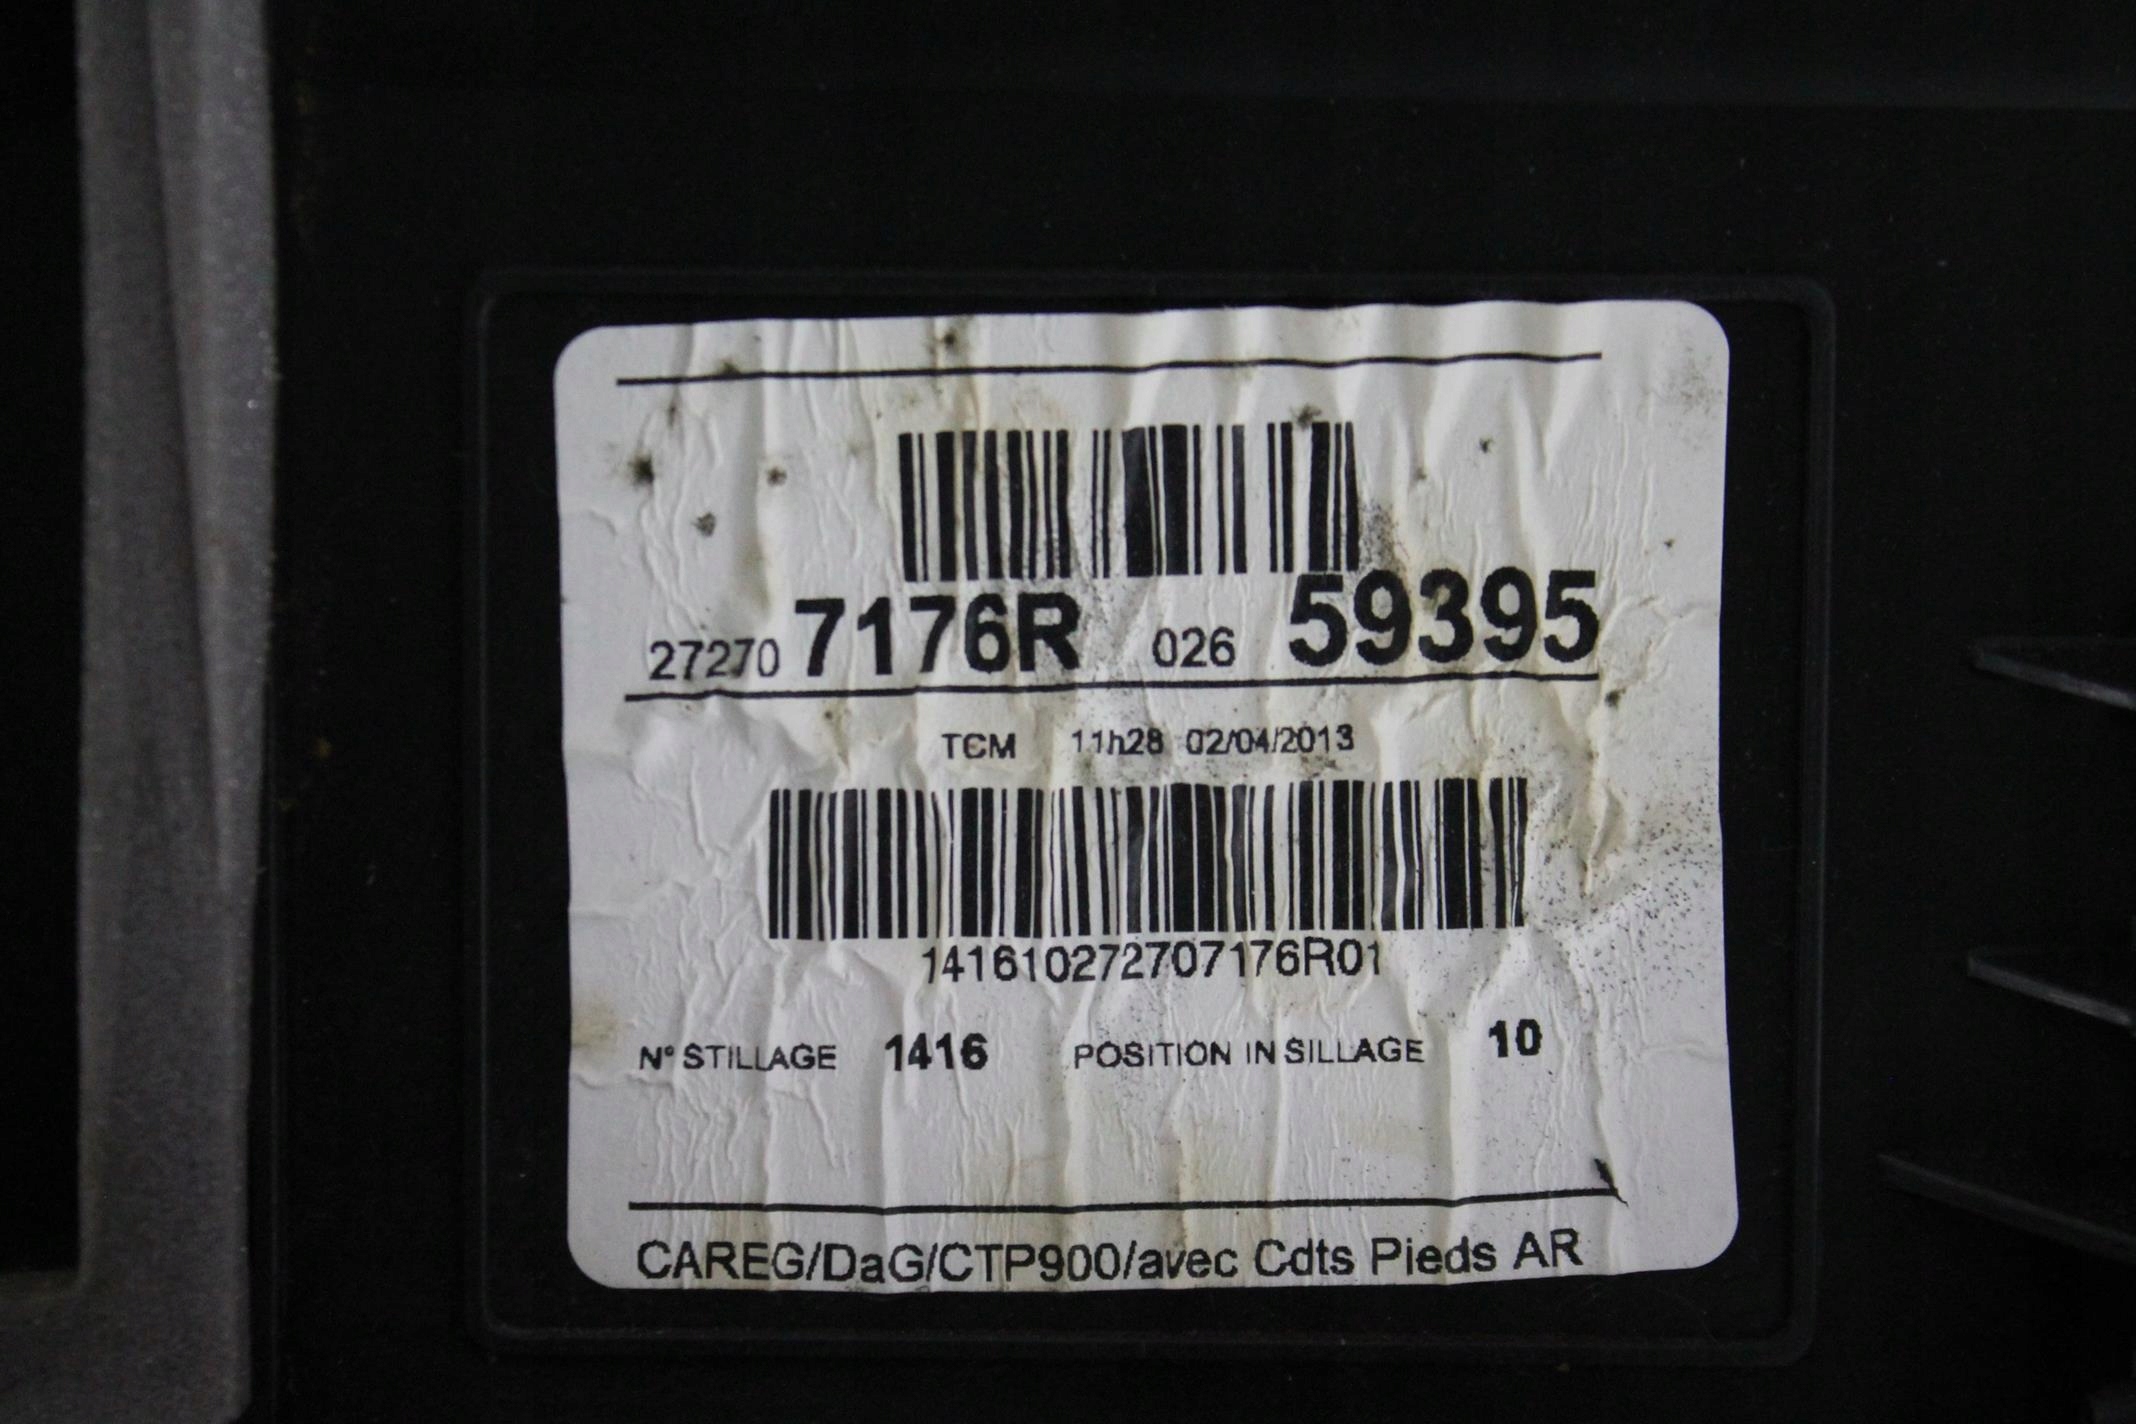 27270 7176R 026 59395
TCM 11h28 02/04/2013
141610272707176R01
N° STILLAGE 1416 POSITION IN SILLAGE 10
CAREG/DaG/CTP900/avec Cdts Pieds AR